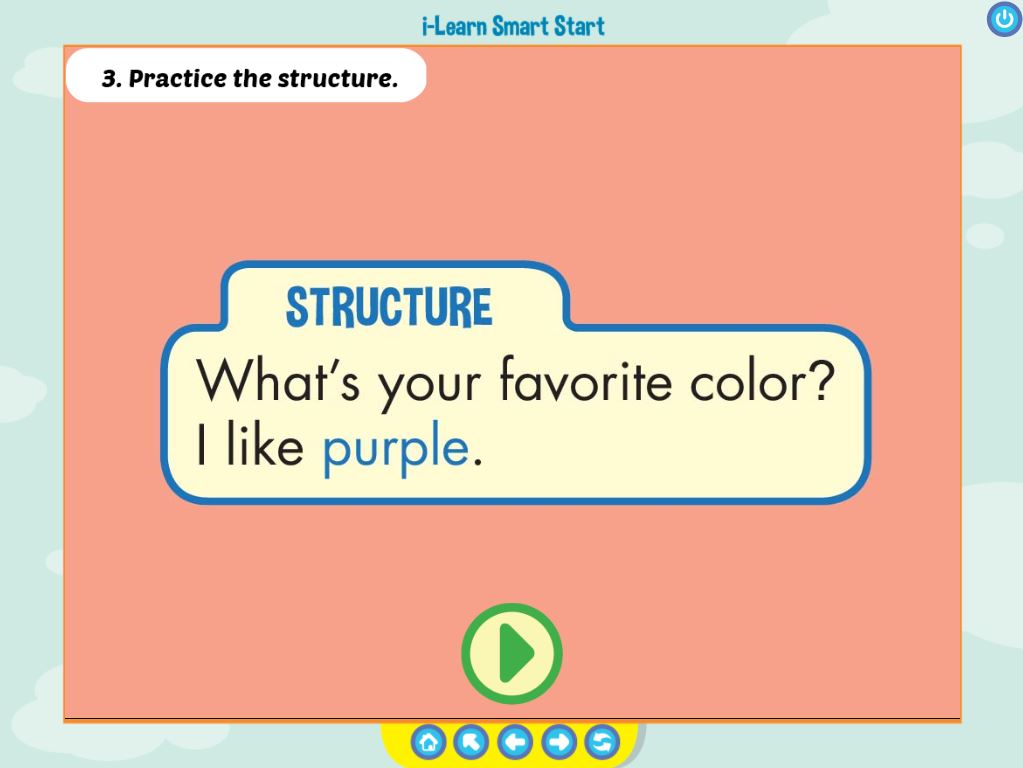 i-Learn Smart Start
3. Practice the structure.
STRUCTURE
What's your favorite color?
I like purple.